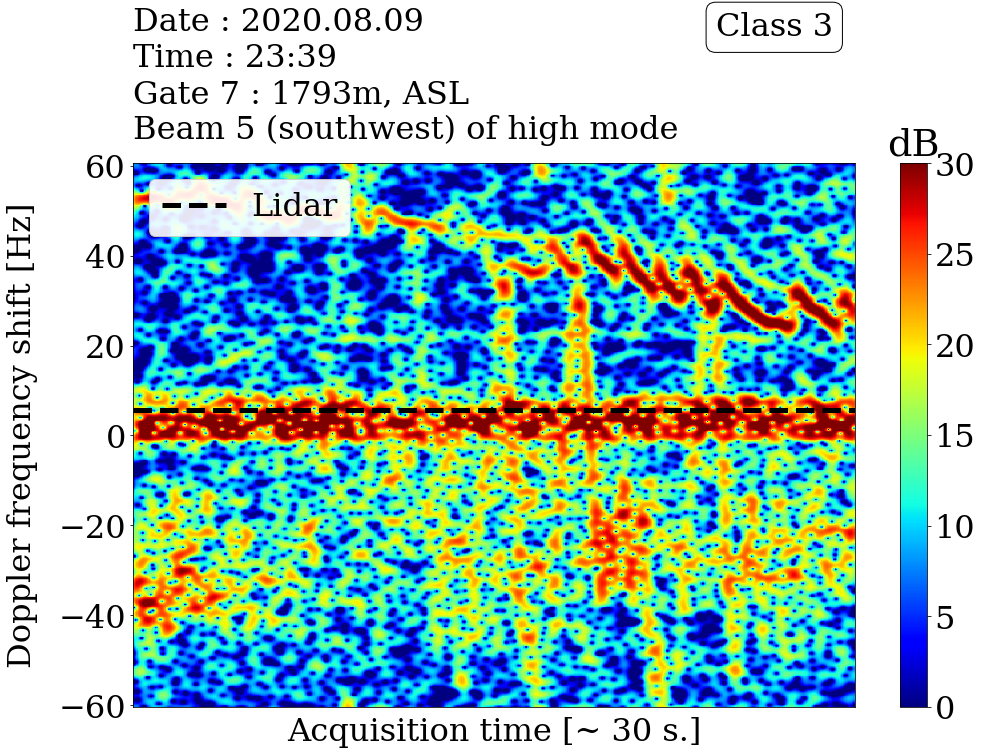 Date : 2020.08.09
Time : 23:39
Gate 7 : 1793m, ASL
Beam 5 (southwest) of high mode
Class 3
dB
Lidar
Doppler frequency shift [Hz]
60
40
20
0
−20
−40
−60
Acquisition time [~ 30 s.]
30
25
20
15
10
5
0